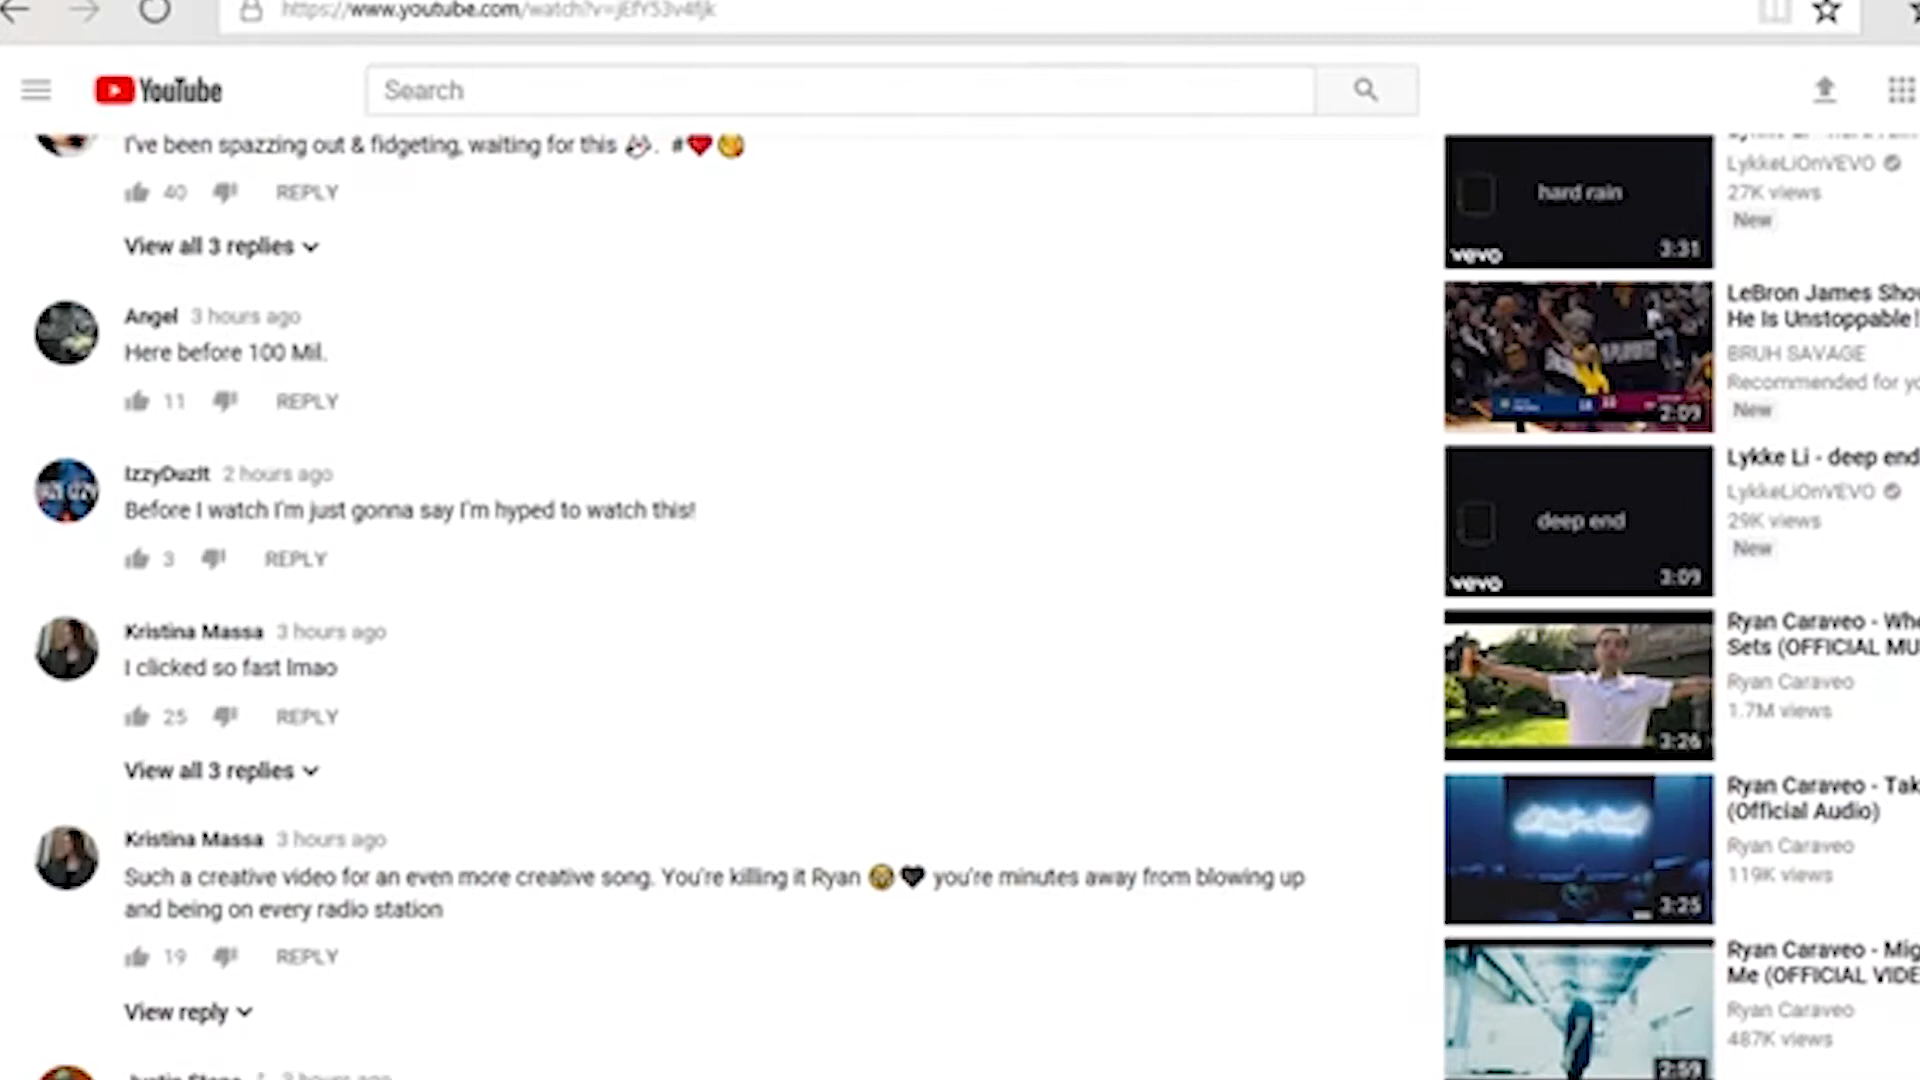 https://www.youtube.com/watch?v=jEfY53v4fjk
YouTube
Search
I've been spazzing out & fidgeting, waiting for this 🐶. #❤️😋
40 REPLY
View all 3 replies
Angel 3 hours ago
Here before 100 Mil.
11 REPLY
IzzyDuzIt 2 hours ago
Before I watch I'm just gonna say I'm hyped to watch this!
3 REPLY
Kristina Massa 3 hours ago
I clicked so fast lmao
25 REPLY
View all 3 replies
Kristina Massa 3 hours ago
Such a creative video for an even more creative song. You're killing it Ryan 😭🖤 you're minutes away from blowing up
and being on every radio station
19 REPLY
View reply
hard rain
vevo
3:31
LykkeLiOnVEVO
27K views
New
2:09
LeBron James Sho
He Is Unstoppable!
BRUH SAVAGE
Recommended for yo
New
deep end
vevo
3:09
Lykke Li - deep end
LykkeLiOnVEVO
29K views
New
3:26
Ryan Caraveo - Whe
Sets (OFFICIAL MU
Ryan Caraveo
1.7M views
3:25
Ryan Caraveo - Tak
(Official Audio)
Ryan Caraveo
119K views
2:59
Ryan Caraveo - Mig
Me (OFFICIAL VIDE
Ryan Caraveo
487K views